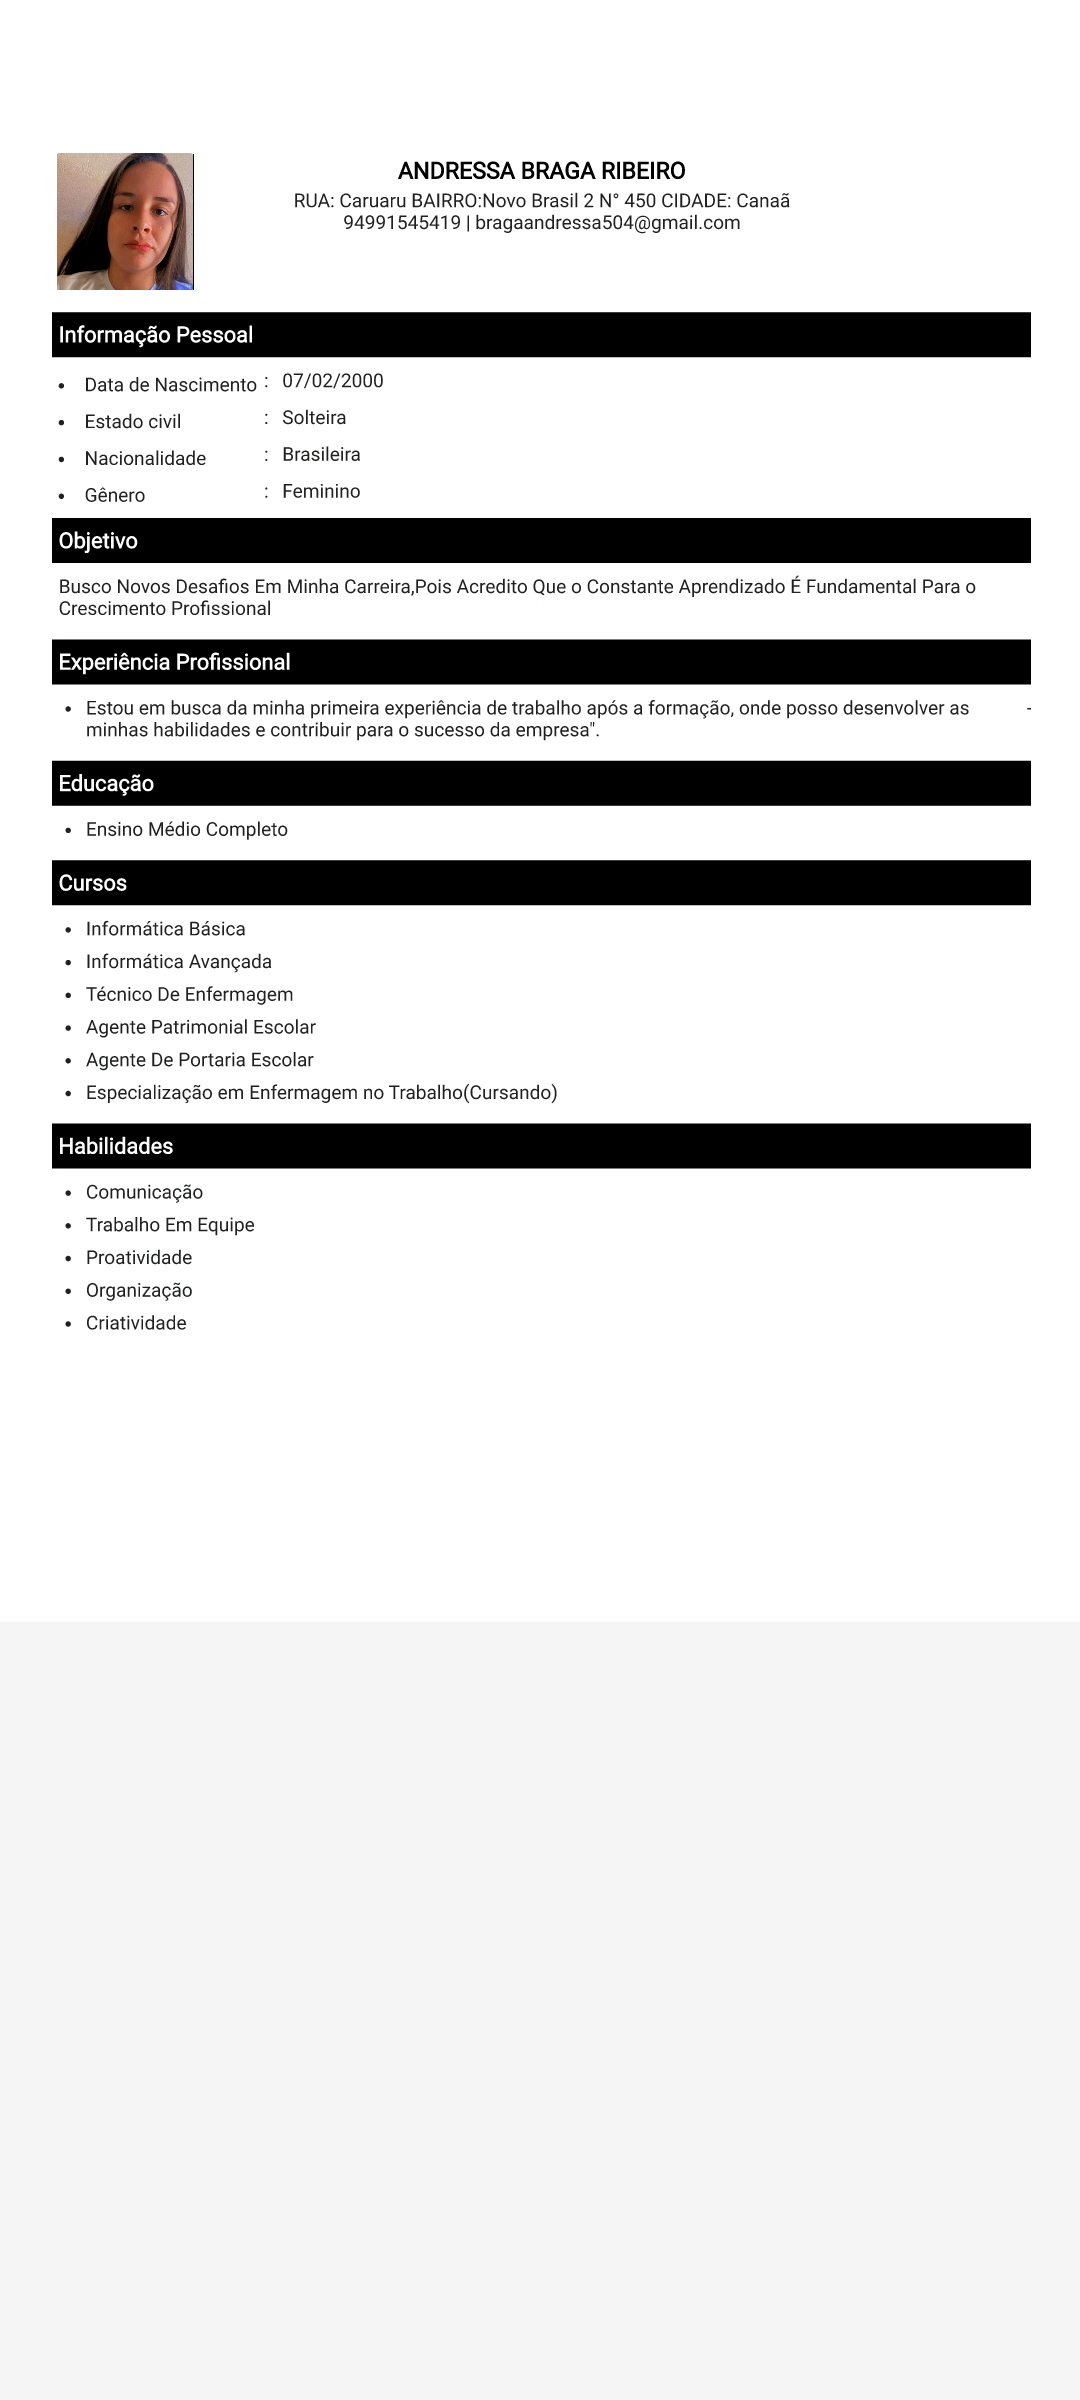 ANDRESSA BRAGA RIBEIRO
RUA: Caruaru BAIRRO:Novo Brasil 2 N° 450 CIDADE: Canaã
94991545419 | bragaandressa504@gmail.com
Informação Pessoal
• Data de Nascimento : 07/02/2000
• Estado civil : Solteira
• Nacionalidade : Brasileira
• Gênero : Feminino
Objetivo
Busco Novos Desafios Em Minha Carreira,Pois Acredito Que o Constante Aprendizado É Fundamental Para o
Crescimento Profissional
Experiência Profissional
• Estou em busca da minha primeira experiência de trabalho após a formação, onde posso desenvolver as -
minhas habilidades e contribuir para o sucesso da empresa".
Educação
• Ensino Médio Completo
Cursos
• Informática Básica
• Informática Avançada
• Técnico De Enfermagem
• Agente Patrimonial Escolar
• Agente De Portaria Escolar
• Especialização em Enfermagem no Trabalho(Cursando)
Habilidades
• Comunicação
• Trabalho Em Equipe
• Proatividade
• Organização
• Criatividade